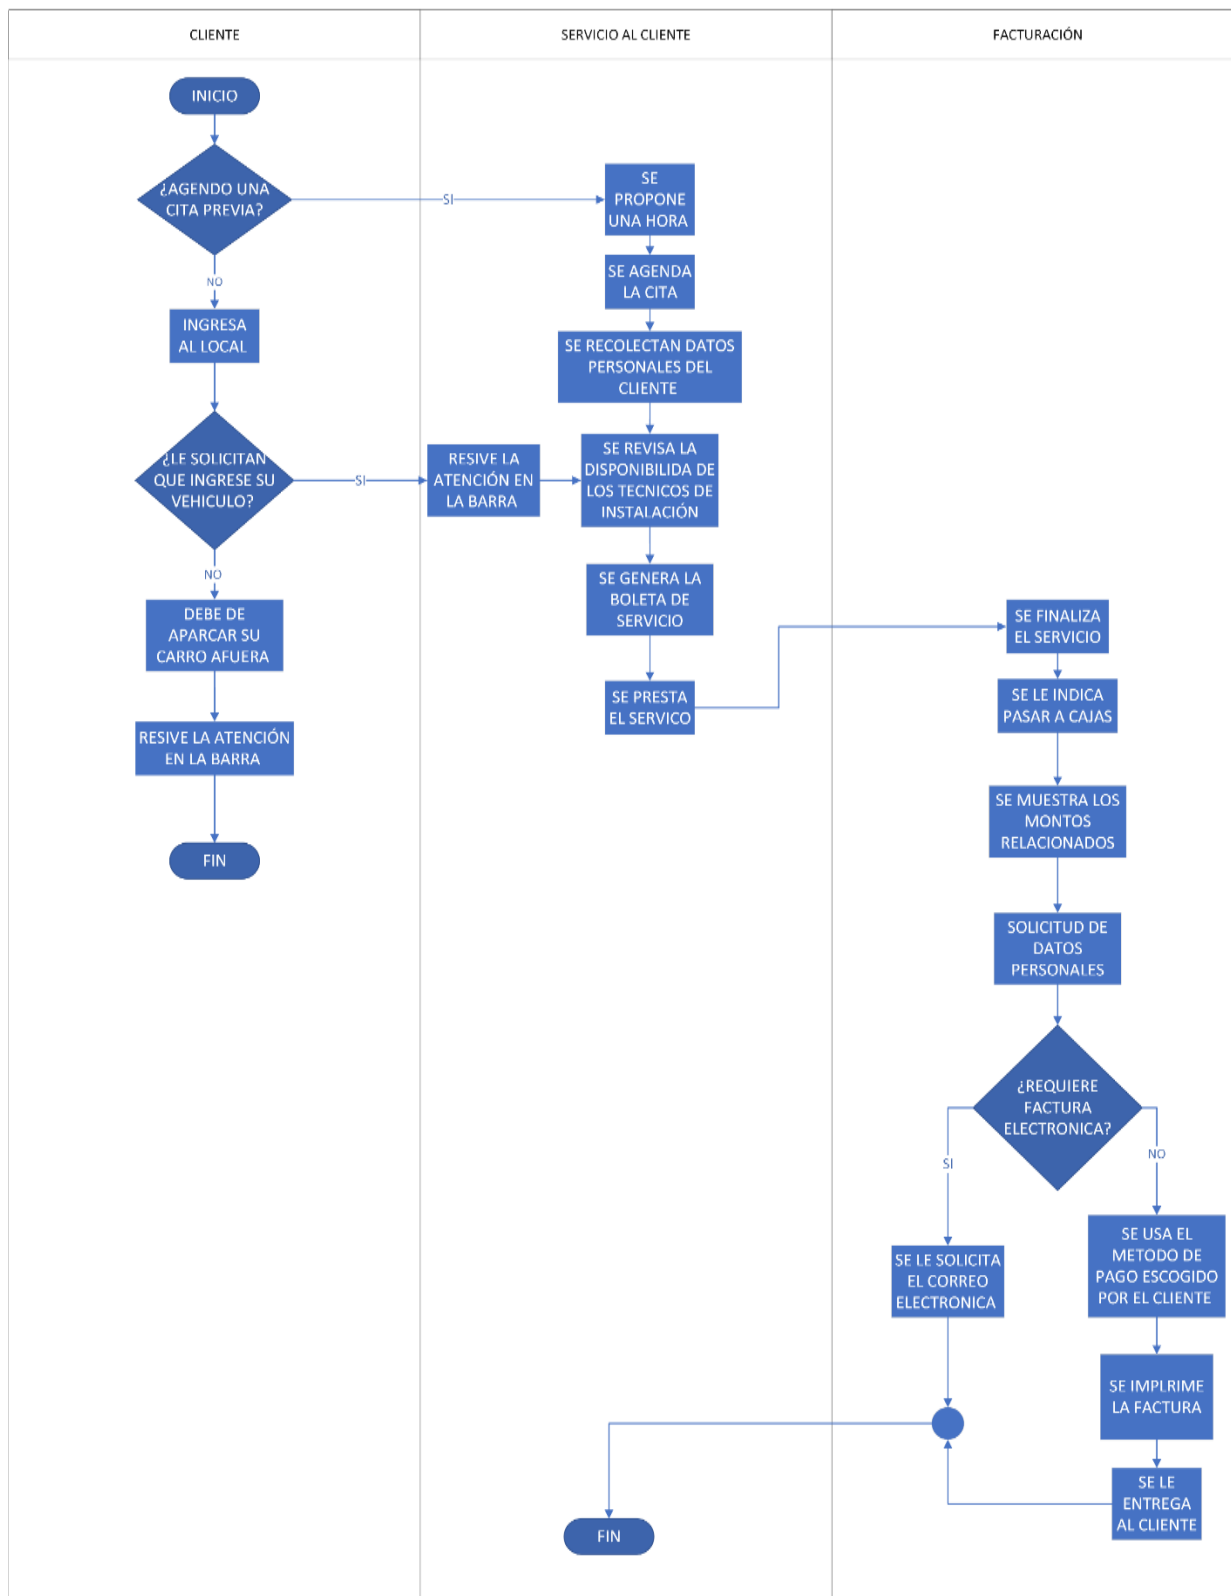 CLIENTE
SERVICIO AL CLIENTE
FACTURACIÓN
INICIO
¿AGENDO UNA
CITA PREVIA?
SI
NO
INGRESA
AL LOCAL
¿LE SOLICITAN
QUE INGRESE SU
VEHICULO?
SI
NO
DEBE DE
APARCAR SU
CARRO AFUERA
RESIVE LA ATENCIÓN
EN LA BARRA
FIN
SE
PROPONE
UNA HORA
SE AGENDA
LA CITA
SE RECOLECTAN DATOS
PERSONALES DEL
CLIENTE
RESIVE LA
ATENCIÓN EN
LA BARRA
SE REVISA LA
DISPONIBILIDA DE
LOS TECNICOS DE
INSTALACIÓN
SE GENERA LA
BOLETA DE
SERVICIO
SE PRESTA
EL SERVICO
SE FINALIZA
EL SERVICIO
SE LE INDICA
PASAR A CAJAS
SE MUESTRA LOS
MONTOS
RELACIONADOS
SOLICITUD DE
DATOS
PERSONALES
¿REQUIERE
FACTURA
ELECTRONICA?
SI
NO
SE LE SOLICITA
EL CORREO
ELECTRONICA
SE USA EL
METODO DE
PAGO ESCOGIDO
POR EL CLIENTE
SE IMPLRIME
LA FACTURA
SE LE
ENTREGA
AL CLIENTE
FIN